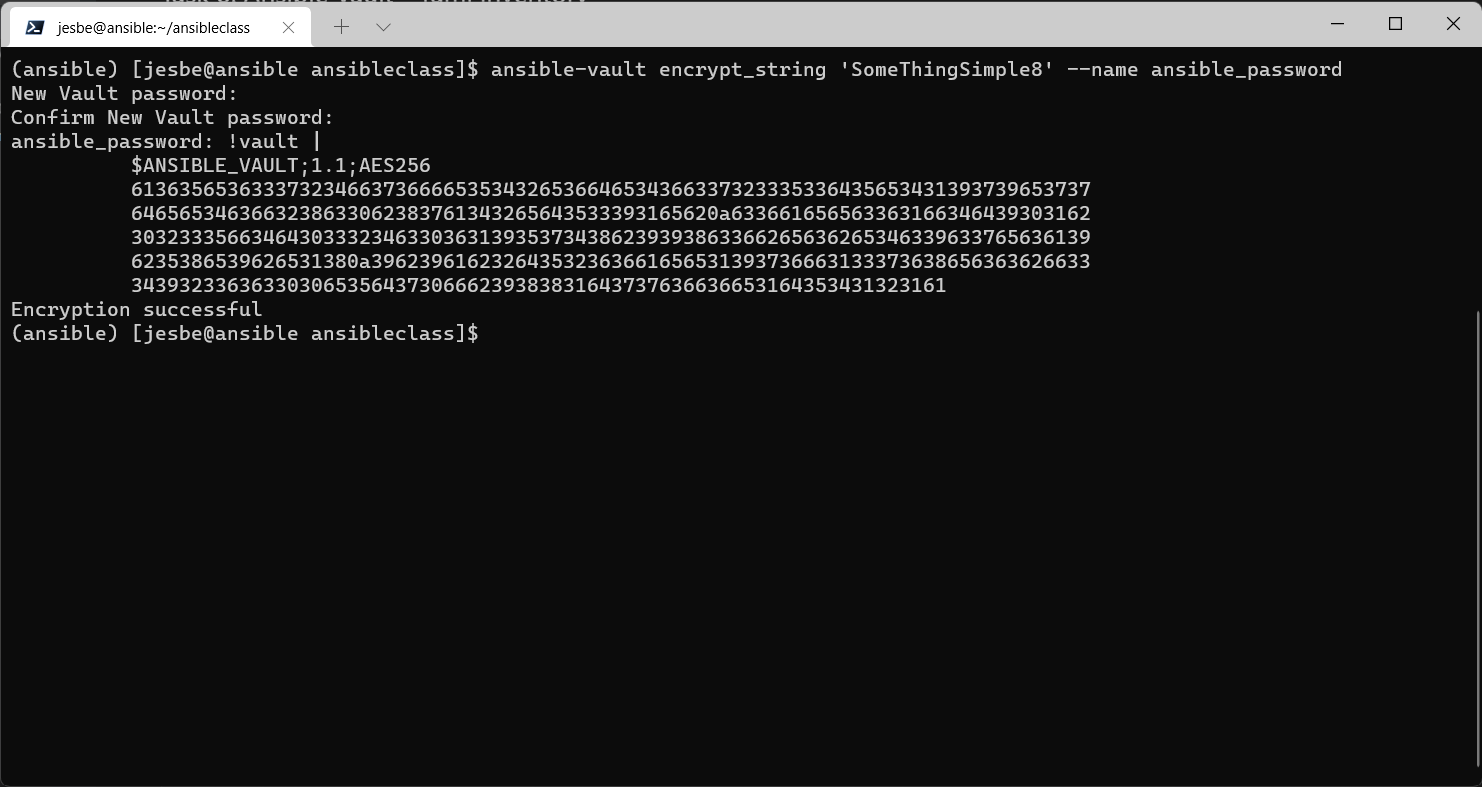 jesbe@ansible:~/ansibleclass
(ansible) [jesbe@ansible ansibleclass]$ ansible-vault encrypt_string 'SomeThingSimple8' --name ansible_password
New Vault password:
Confirm New Vault password:
ansible_password: !vault |
$ANSIBLE_VAULT;1.1;AES256
61363565363337323466373666653534326536646534366337323335336435653431393739653737
6465653463663238633062383761343265643533393165620a633661656563363166346439303162
30323335663464303332346330363139353734386239393863366265636265346339633765636139
6235386539626531380a396239616232643532363661656531393736663133373638656363626633
34393233636330306535643730666239383831643737636636653164353431323161
Encryption successful
(ansible) [jesbe@ansible ansibleclass]$